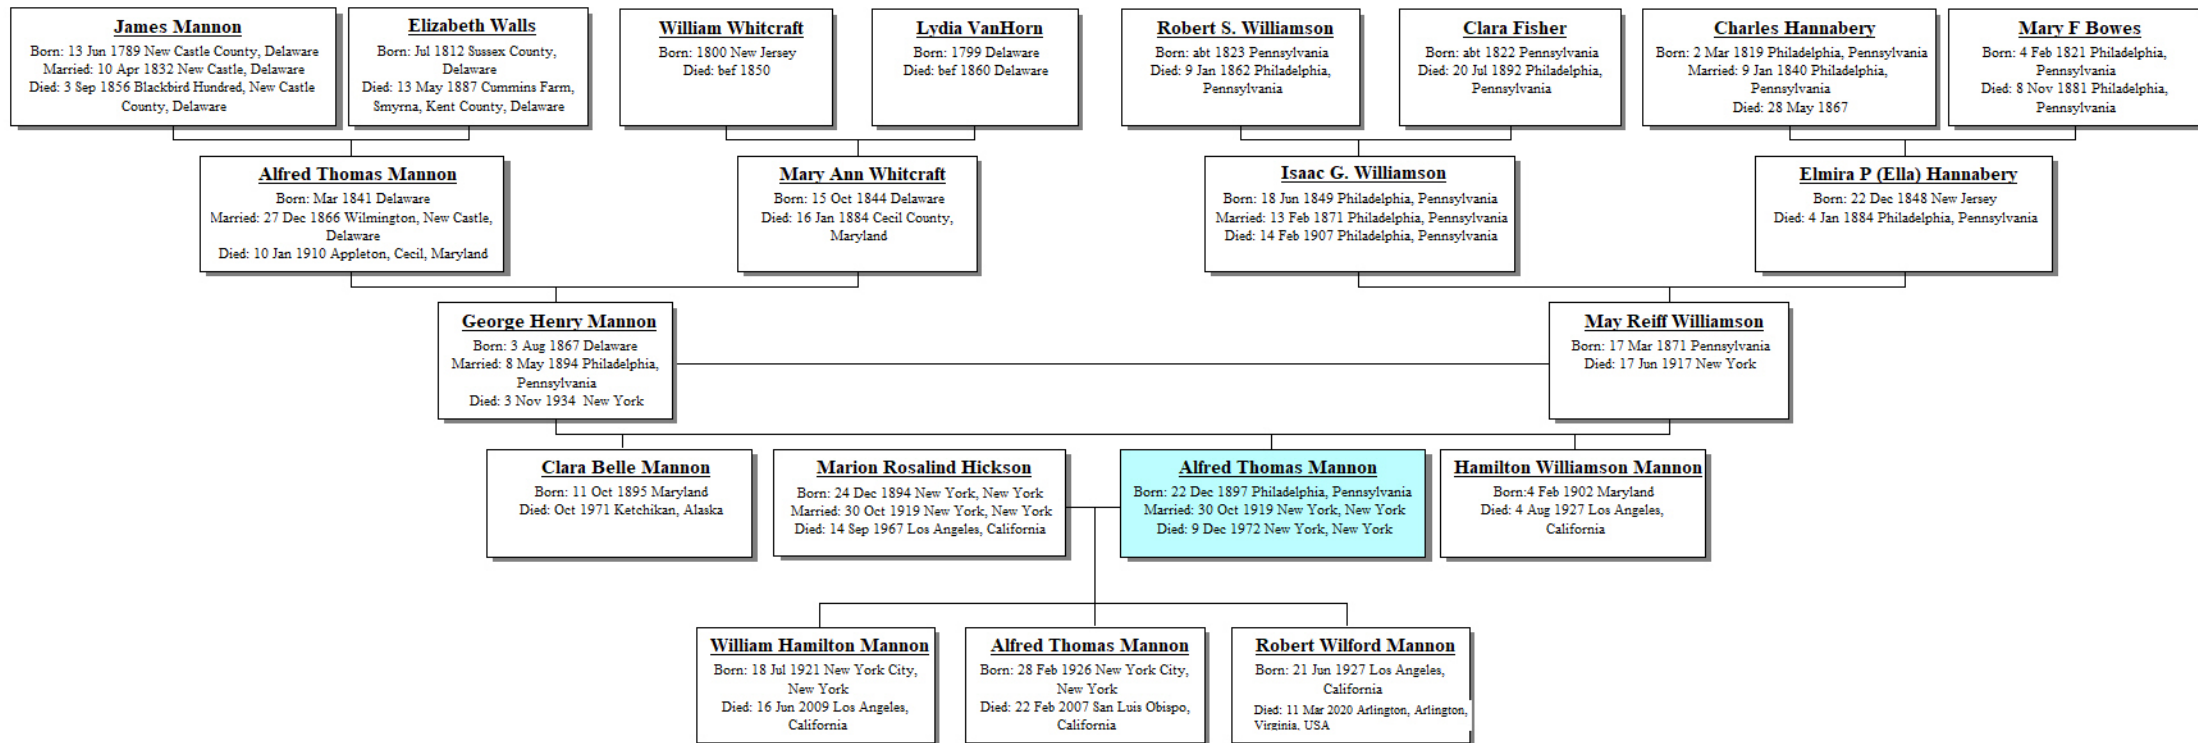 James Mannon
Born: 13 Jun 1789 New Castle County, Delaware
Married: 10 Apr 1832 New Castle, Delaware
Died: 3 Sep 1856 Blackbird Hundred, New Castle
County, Delaware
Elizabeth Walls
Born: Jul 1812 Sussex County,
Delaware
Died: 13 May 1887 Cummins Farm,
Smyrna, Kent County, Delaware
William Whitcraft
Born: 1800 New Jersey
Died: bef 1850
Lydia VanHorn
Born: 1799 Delaware
Died: bef 1860 Delaware
Robert S. Williamson
Born: abt 1823 Pennsylvania
Died: 9 Jan 1862 Philadelphia,
Pennsylvania
Clara Fisher
Born: abt 1822 Pennsylvania
Died: 20 Jul 1892 Philadelphia,
Pennsylvania
Charles Hannabery
Born: 2 Mar 1819 Philadelphia, Pennsylvania
Married: 9 Jan 1840 Philadelphia,
Pennsylvania
Died: 28 May 1867
Mary F Bowes
Born: 4 Feb 1821 Philadelphia,
Pennsylvania
Died: 8 Nov 1881 Philadelphia,
Pennsylvania
Alfred Thomas Mannon
Born: Mar 1841 Delaware
Married: 27 Dec 1866 Wilmington, New Castle,
Delaware
Died: 10 Jan 1910 Appleton, Cecil, Maryland
Mary Ann Whitcraft
Born: 15 Oct 1844 Delaware
Died: 16 Jan 1884 Cecil County,
Maryland
Isaac G. Williamson
Born: 18 Jun 1849 Philadelphia, Pennsylvania
Married: 13 Feb 1871 Philadelphia, Pennsylvania
Died: 14 Feb 1907 Philadelphia, Pennsylvania
Elmira P (Ella) Hannabery
Born: 22 Dec 1848 New Jersey
Died: 4 Jan 1884 Philadelphia, Pennsylvania
George Henry Mannon
Born: 3 Aug 1867 Delaware
Married: 8 May 1894 Philadelphia,
Pennsylvania
Died: 3 Nov 1934 New York
May Reiff Williamson
Born: 17 Mar 1871 Pennsylvania
Died: 17 Jun 1917 New York
Clara Belle Mannon
Born: 11 Oct 1895 Maryland
Died: Oct 1971 Ketchikan, Alaska
Marion Rosalind Hickson
Born: 24 Dec 1894 New York, New York
Married: 30 Oct 1919 New York, New York
Died: 14 Sep 1967 Los Angeles, California
Alfred Thomas Mannon
Born: 22 Dec 1897 Philadelphia, Pennsylvania
Married: 30 Oct 1919 New York, New York
Died: 9 Dec 1972 New York, New York
Hamilton Williamson Mannon
Born:4 Feb 1902 Maryland
Died: 4 Aug 1927 Los Angeles,
California
William Hamilton Mannon
Born: 18 Jul 1921 New York City,
New York
Died: 16 Jun 2009 Los Angeles,
California
Alfred Thomas Mannon
Born: 28 Feb 1926 New York City,
New York
Died: 22 Feb 2007 San Luis Obispo,
California
Robert Wilford Mannon
Born: 21 Jun 1927 Los Angeles,
California
Died: 11 Mar 2020 Arlington, Arlington,
Virginia, USA